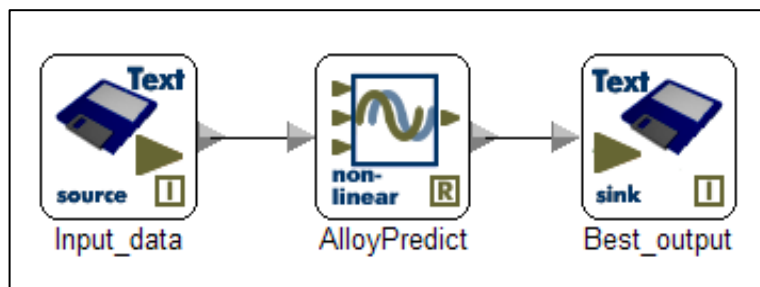 Text
source
I
Input_data
non-
linear
R
AlloyPredict
Text
sink
I
Best_output